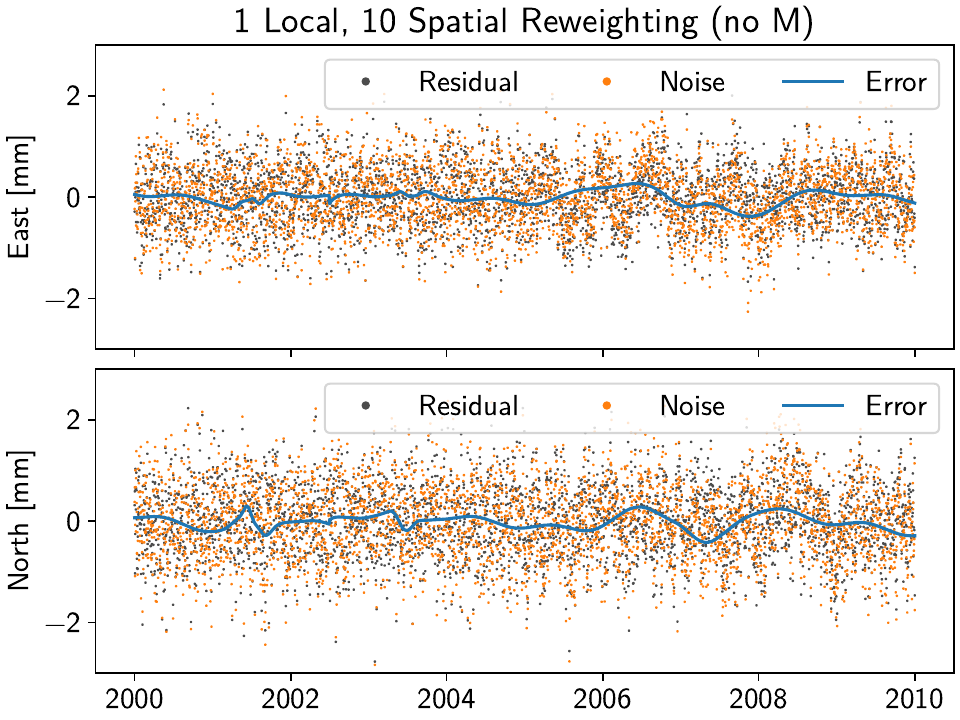 1 Local, 10 Spatial Reweighting (no M)
Residual Noise Error
East [mm]
2
0
−2
Residual Noise Error
North [mm]
2
0
−2
2000 2002 2004 2006 2008 2010